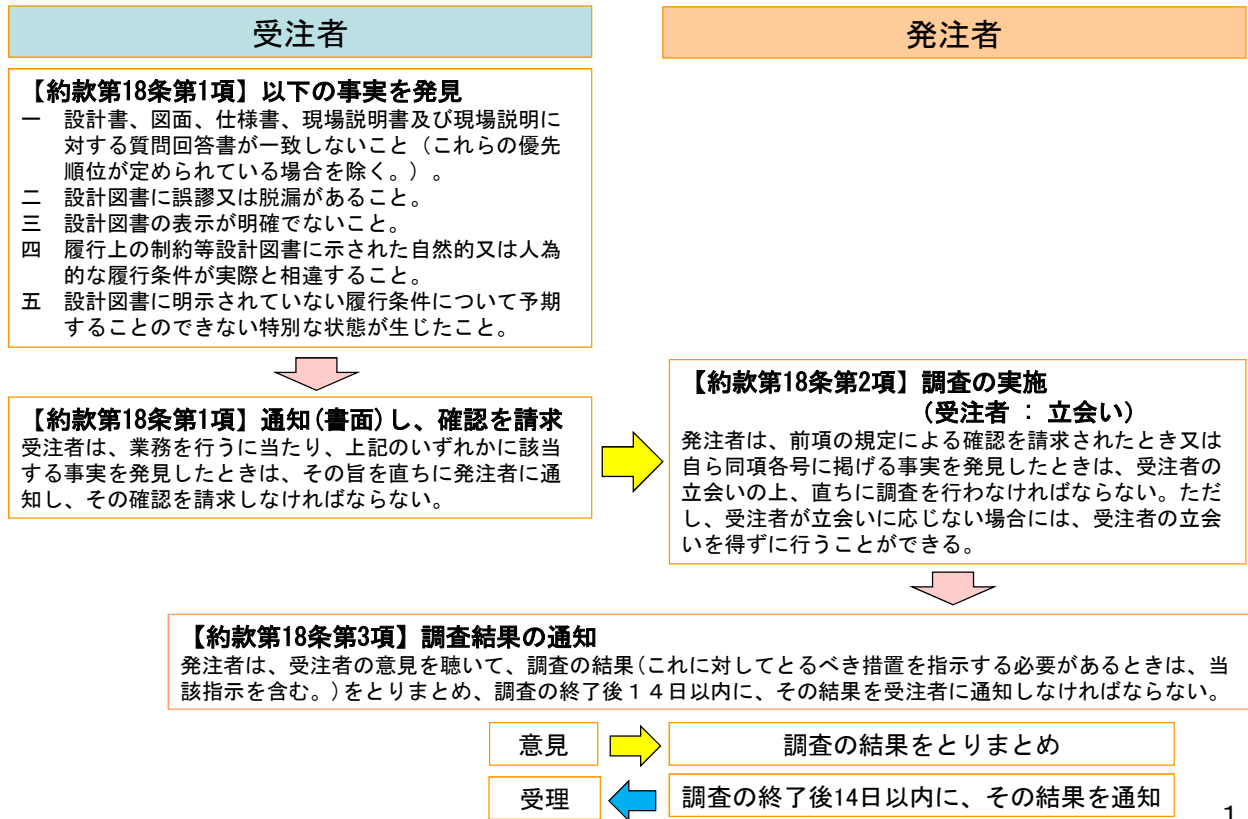 受注者
発注者
【約款第18条第1項】以下の事実を発見
一　設計書、図面、仕様書、現場説明書及び現場説明に
対する質問回答書が一致しないこと（これらの優先
順位が定められている場合を除く。）。
二　設計図書に誤謬又は脱漏があること。
三　設計図書の表示が明確でないこと。
四　履行上の制約等設計図書に示された自然的又は人為
的な履行条件が実際と相違すること。
五　設計図書に明示されていない履行条件について予期
することのできない特別な状態が生じたこと。
【約款第18条第1項】通知(書面)し、確認を請求
受注者は、業務を行うに当たり、上記のいずれかに該当
する事実を発見したときは、その旨を直ちに発注者に通
知し、その確認を請求しなければならない。
【約款第18条第2項】調査の実施
（受注者 ： 立会い）
発注者は、前項の規定による確認を請求されたとき又は
自ら同項各号に掲げる事実を発見したときは、受注者の
立会いの上、直ちに調査を行わなければならない。ただ
し、受注者が立会いに応じない場合には、受注者の立会
いを得ずに行うことができる。
【約款第18条第3項】調査結果の通知
発注者は、受注者の意見を聴いて、調査の結果(これに対してとるべき措置を指示する必要があるときは、当
該指示を含む。)をとりまとめ、調査の終了後１４日以内に、その結果を受注者に通知しなければならない。
意見
調査の結果をとりまとめ
受理
調査の終了後14日以内に、その結果を通知
1